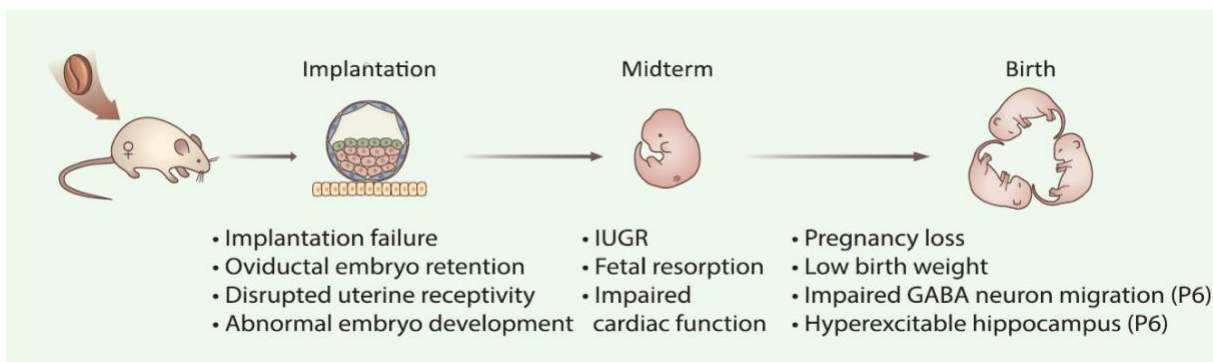 Implantation
Midterm
Birth
♀
• Implantation failure
• Oviductal embryo retention
• Disrupted uterine receptivity
• Abnormal embryo development
• IUGR
• Fetal resorption
• Impaired
cardiac function
• Pregnancy loss
• Low birth weight
• Impaired GABA neuron migration (P6)
• Hyperexcitable hippocampus (P6)